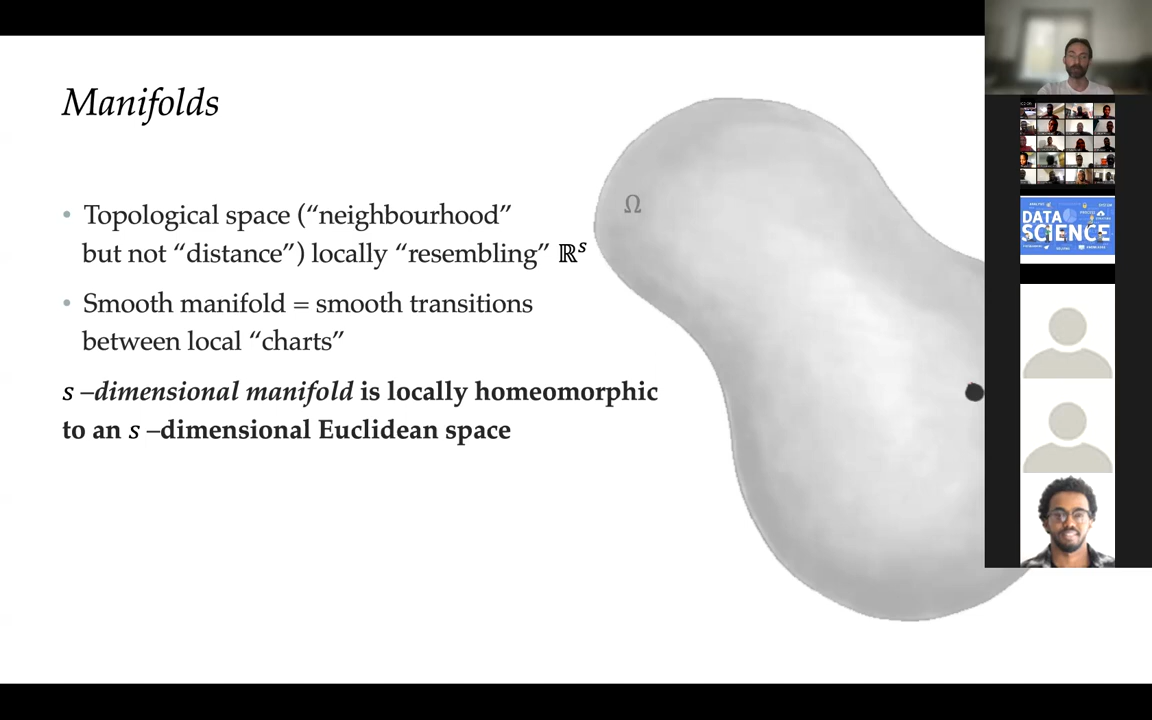 Manifolds
• Topological space (“neighbourhood”
but not “distance”) locally “resembling” ℝˢ
• Smooth manifold = smooth transitions
between local “charts”
s –dimensional manifold is locally homeomorphic
to an s –dimensional Euclidean space
Ω
DATA
SCIENCE